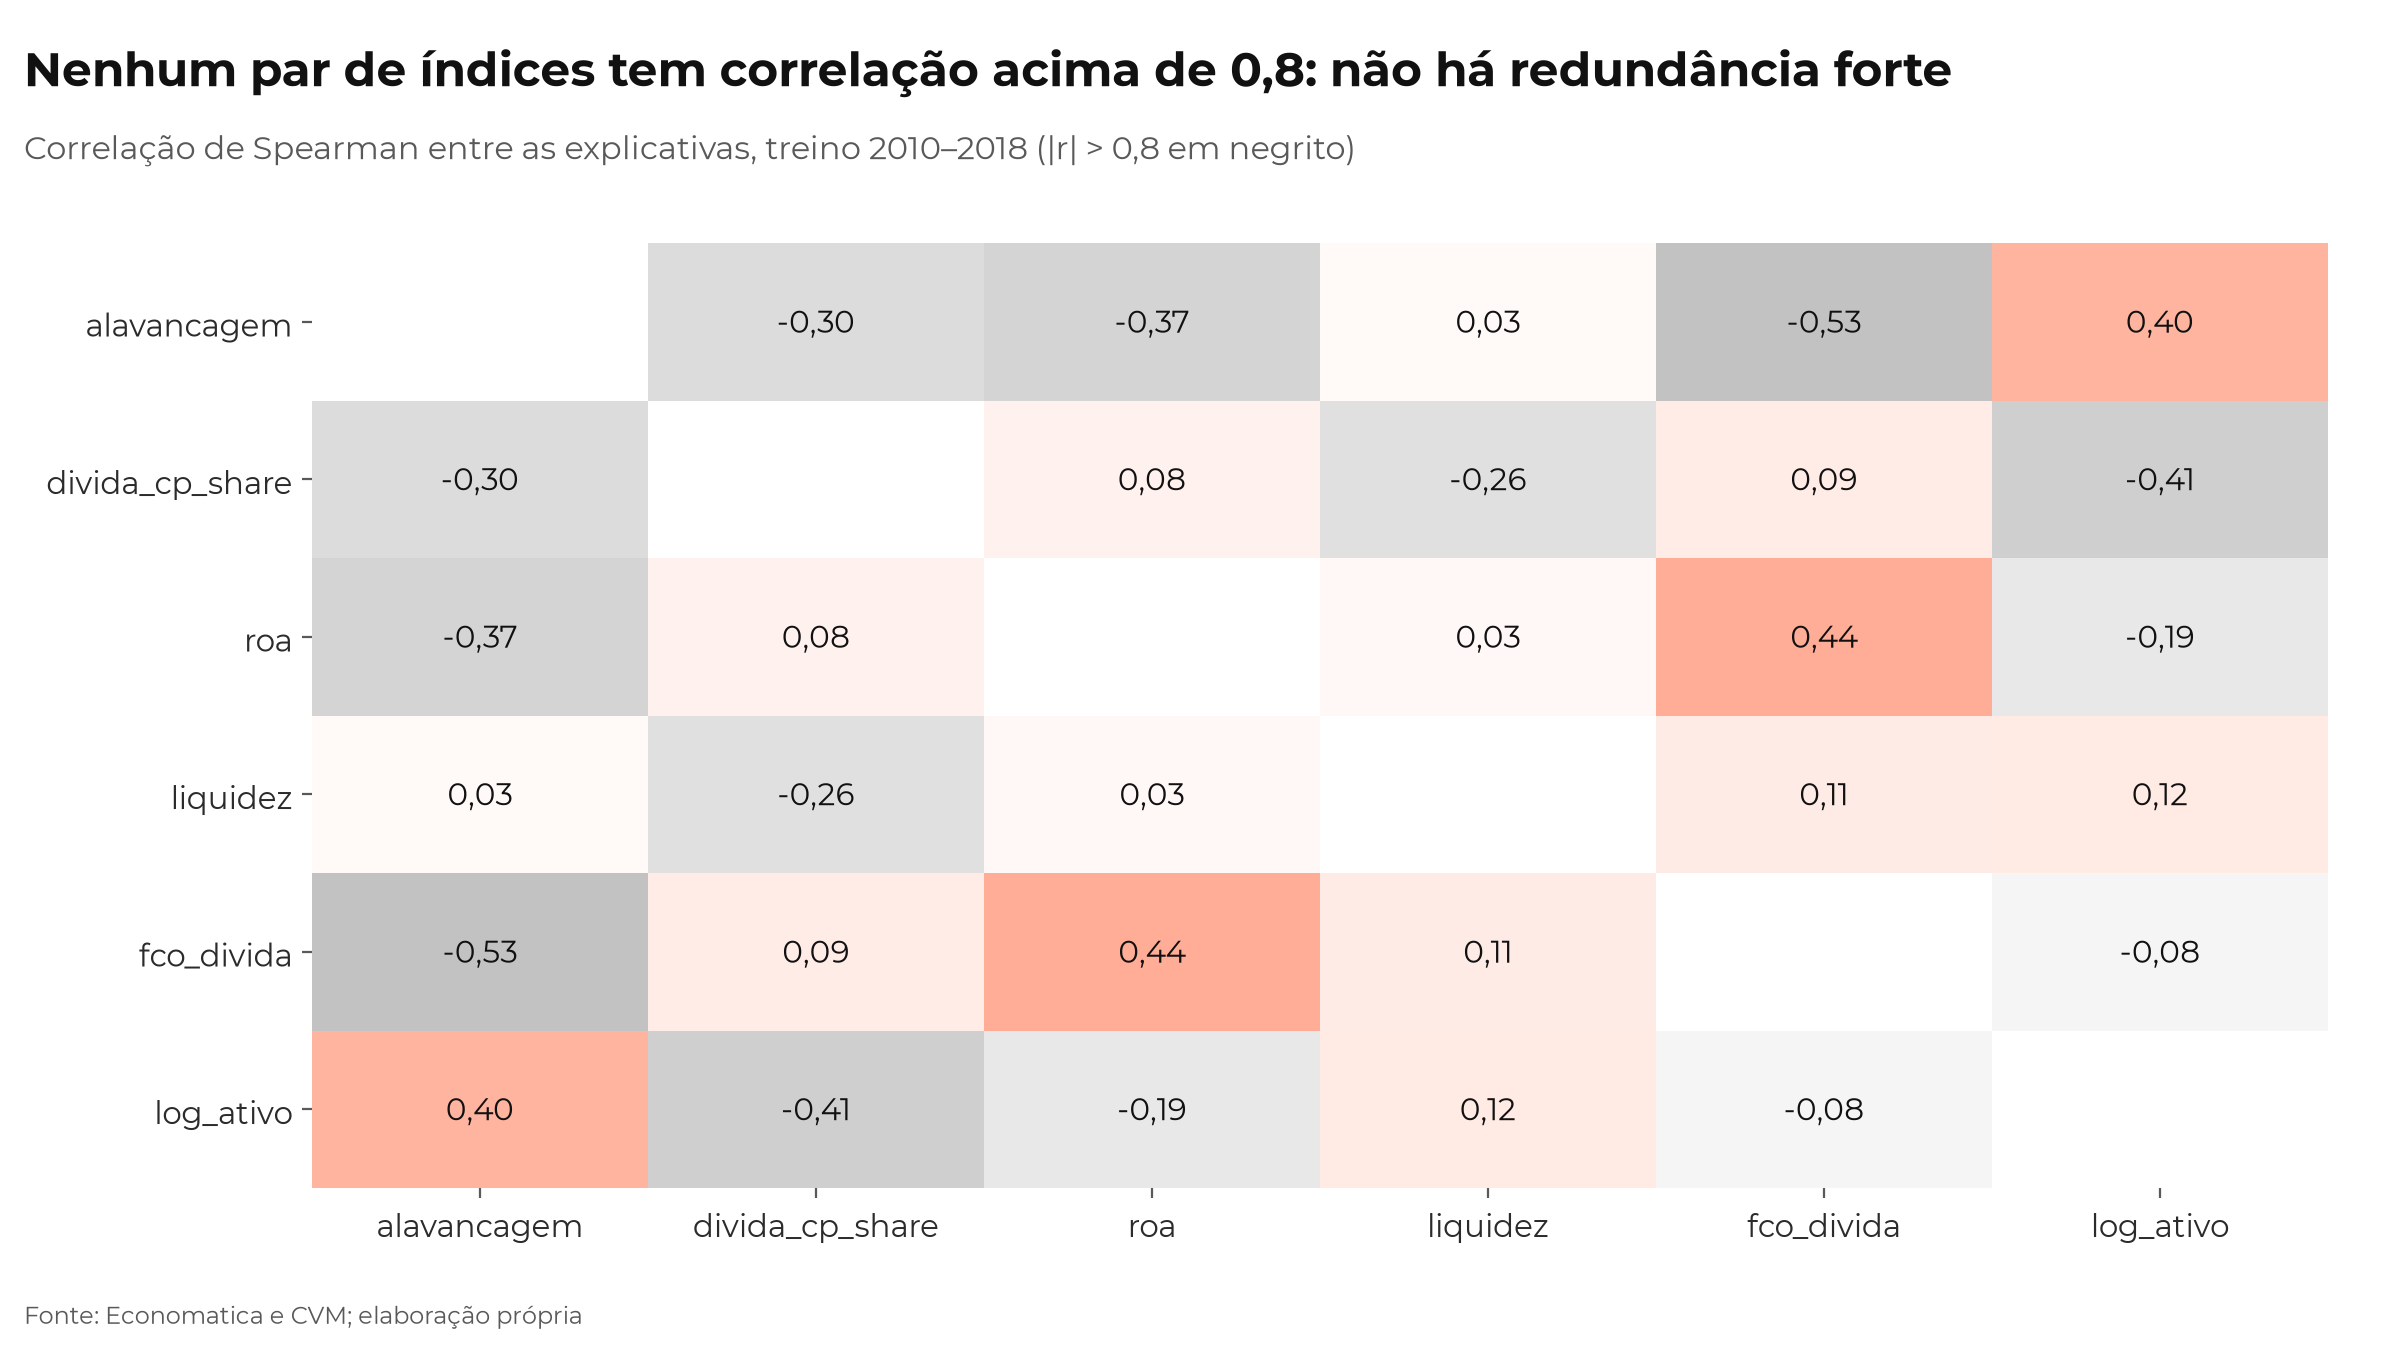 Nenhum par de índices tem correlação acima de 0,8: não há redundância forte
Correlação de Spearman entre as explicativas, treino 2010–2018 (|r| > 0,8 em negrito)
alavancagem -0,30 -0,37 0,03 -0,53 0,40
divida_cp_share -0,30 0,08 -0,26 0,09 -0,41
roa -0,37 0,08 0,03 0,44 -0,19
liquidez 0,03 -0,26 0,03 0,11 0,12
fco_divida -0,53 0,09 0,44 0,11 -0,08
log_ativo 0,40 -0,41 -0,19 0,12 -0,08
alavancagem divida_cp_share roa liquidez fco_divida log_ativo
Fonte: Economatica e CVM; elaboração própria